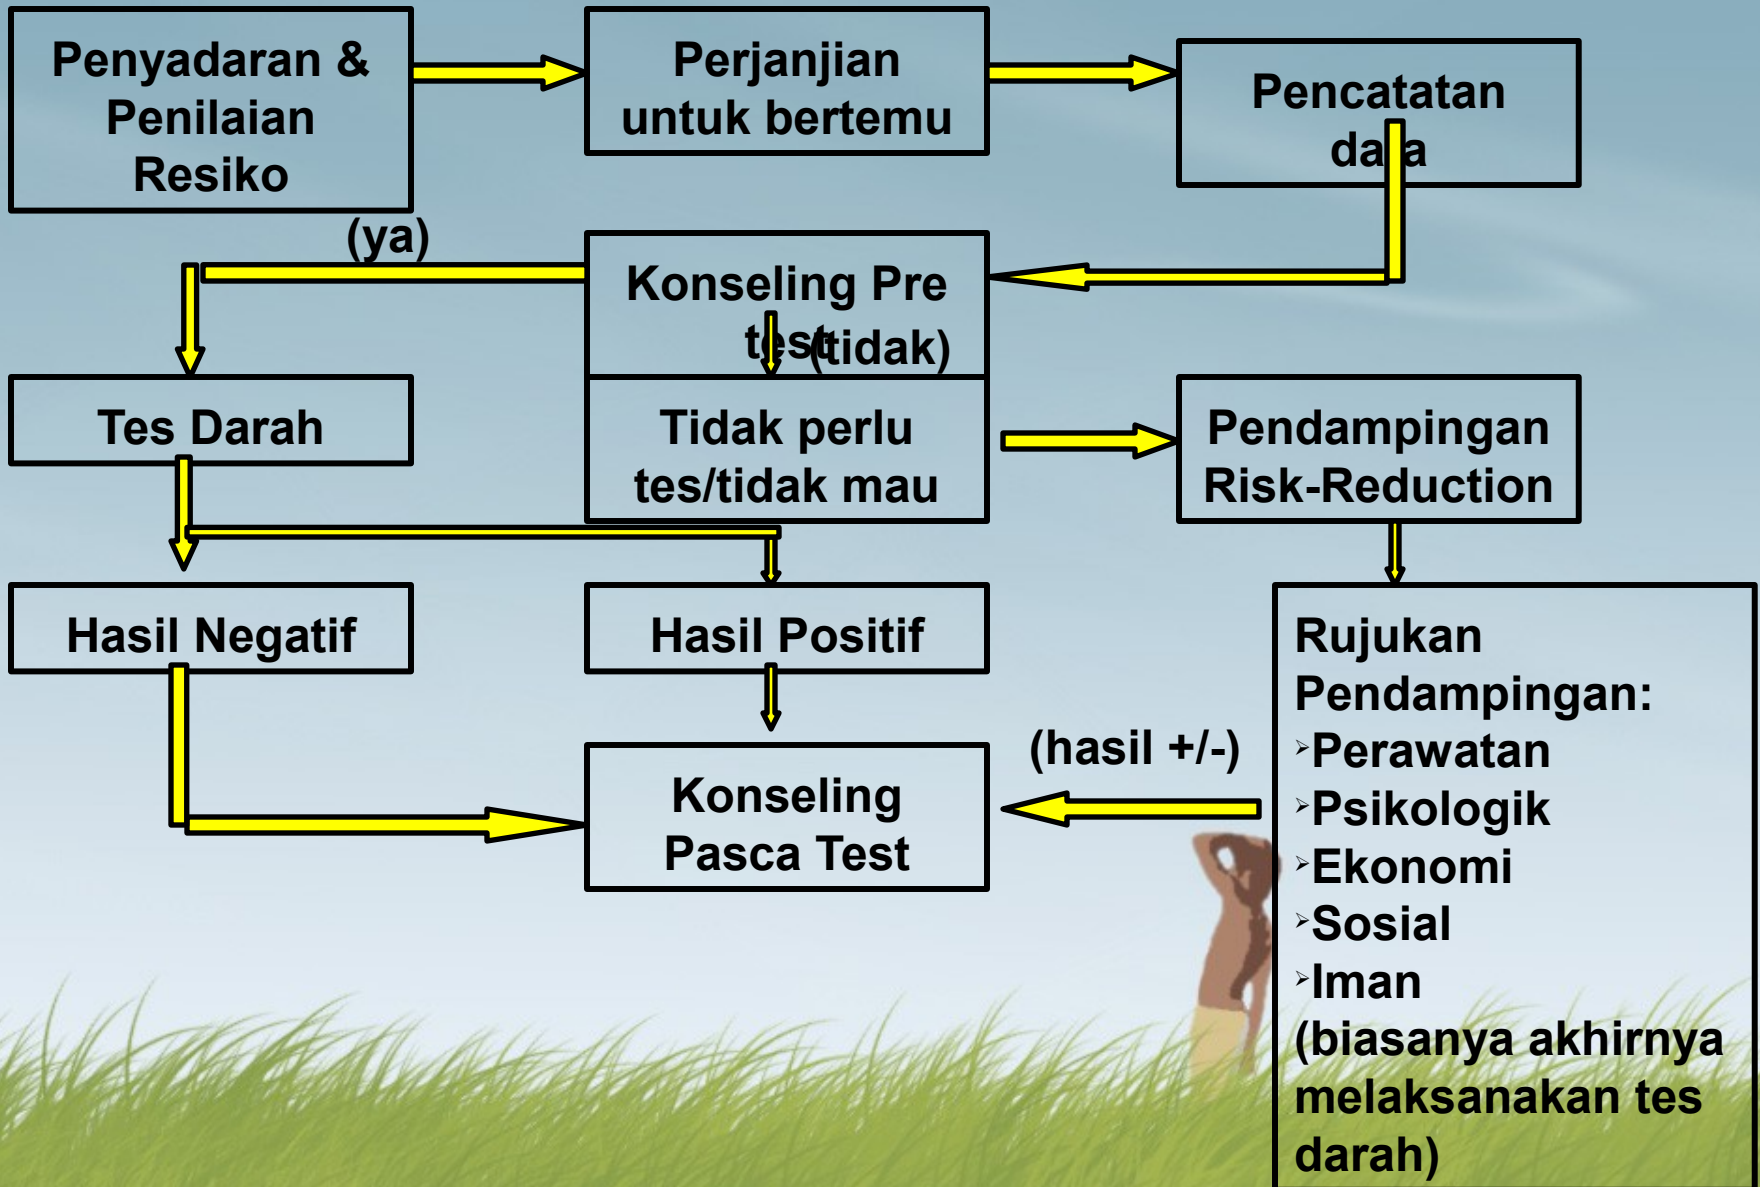 Penyadaran &
Penilaian
Resiko
Perjanjian
untuk bertemu
Pencatatan
data
(ya)
Konseling Pre
test
(tidak)
Tes Darah
Tidak perlu
tes/tidak mau
Pendampingan
Risk-Reduction
Hasil Negatif
Hasil Positif
Rujukan
Pendampingan:
➢Perawatan
➢Psikologik
➢Ekonomi
➢Sosial
➢Iman
(biasanya akhirnya
melaksanakan tes
darah)
(hasil +/-)
Konseling
Pasca Test